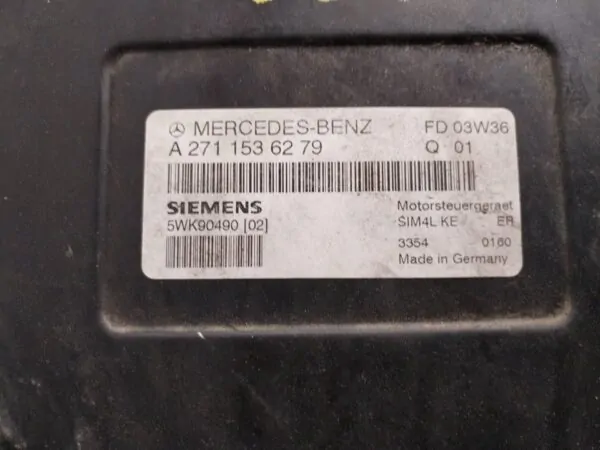 MERCEDES-BENZ FD 03W36
A 271 153 62 79 Q 01
SIEMENS Motorsteuergeraet
5WK90490 [02] SIM4L KE ER
3354 0160
Made in Germany